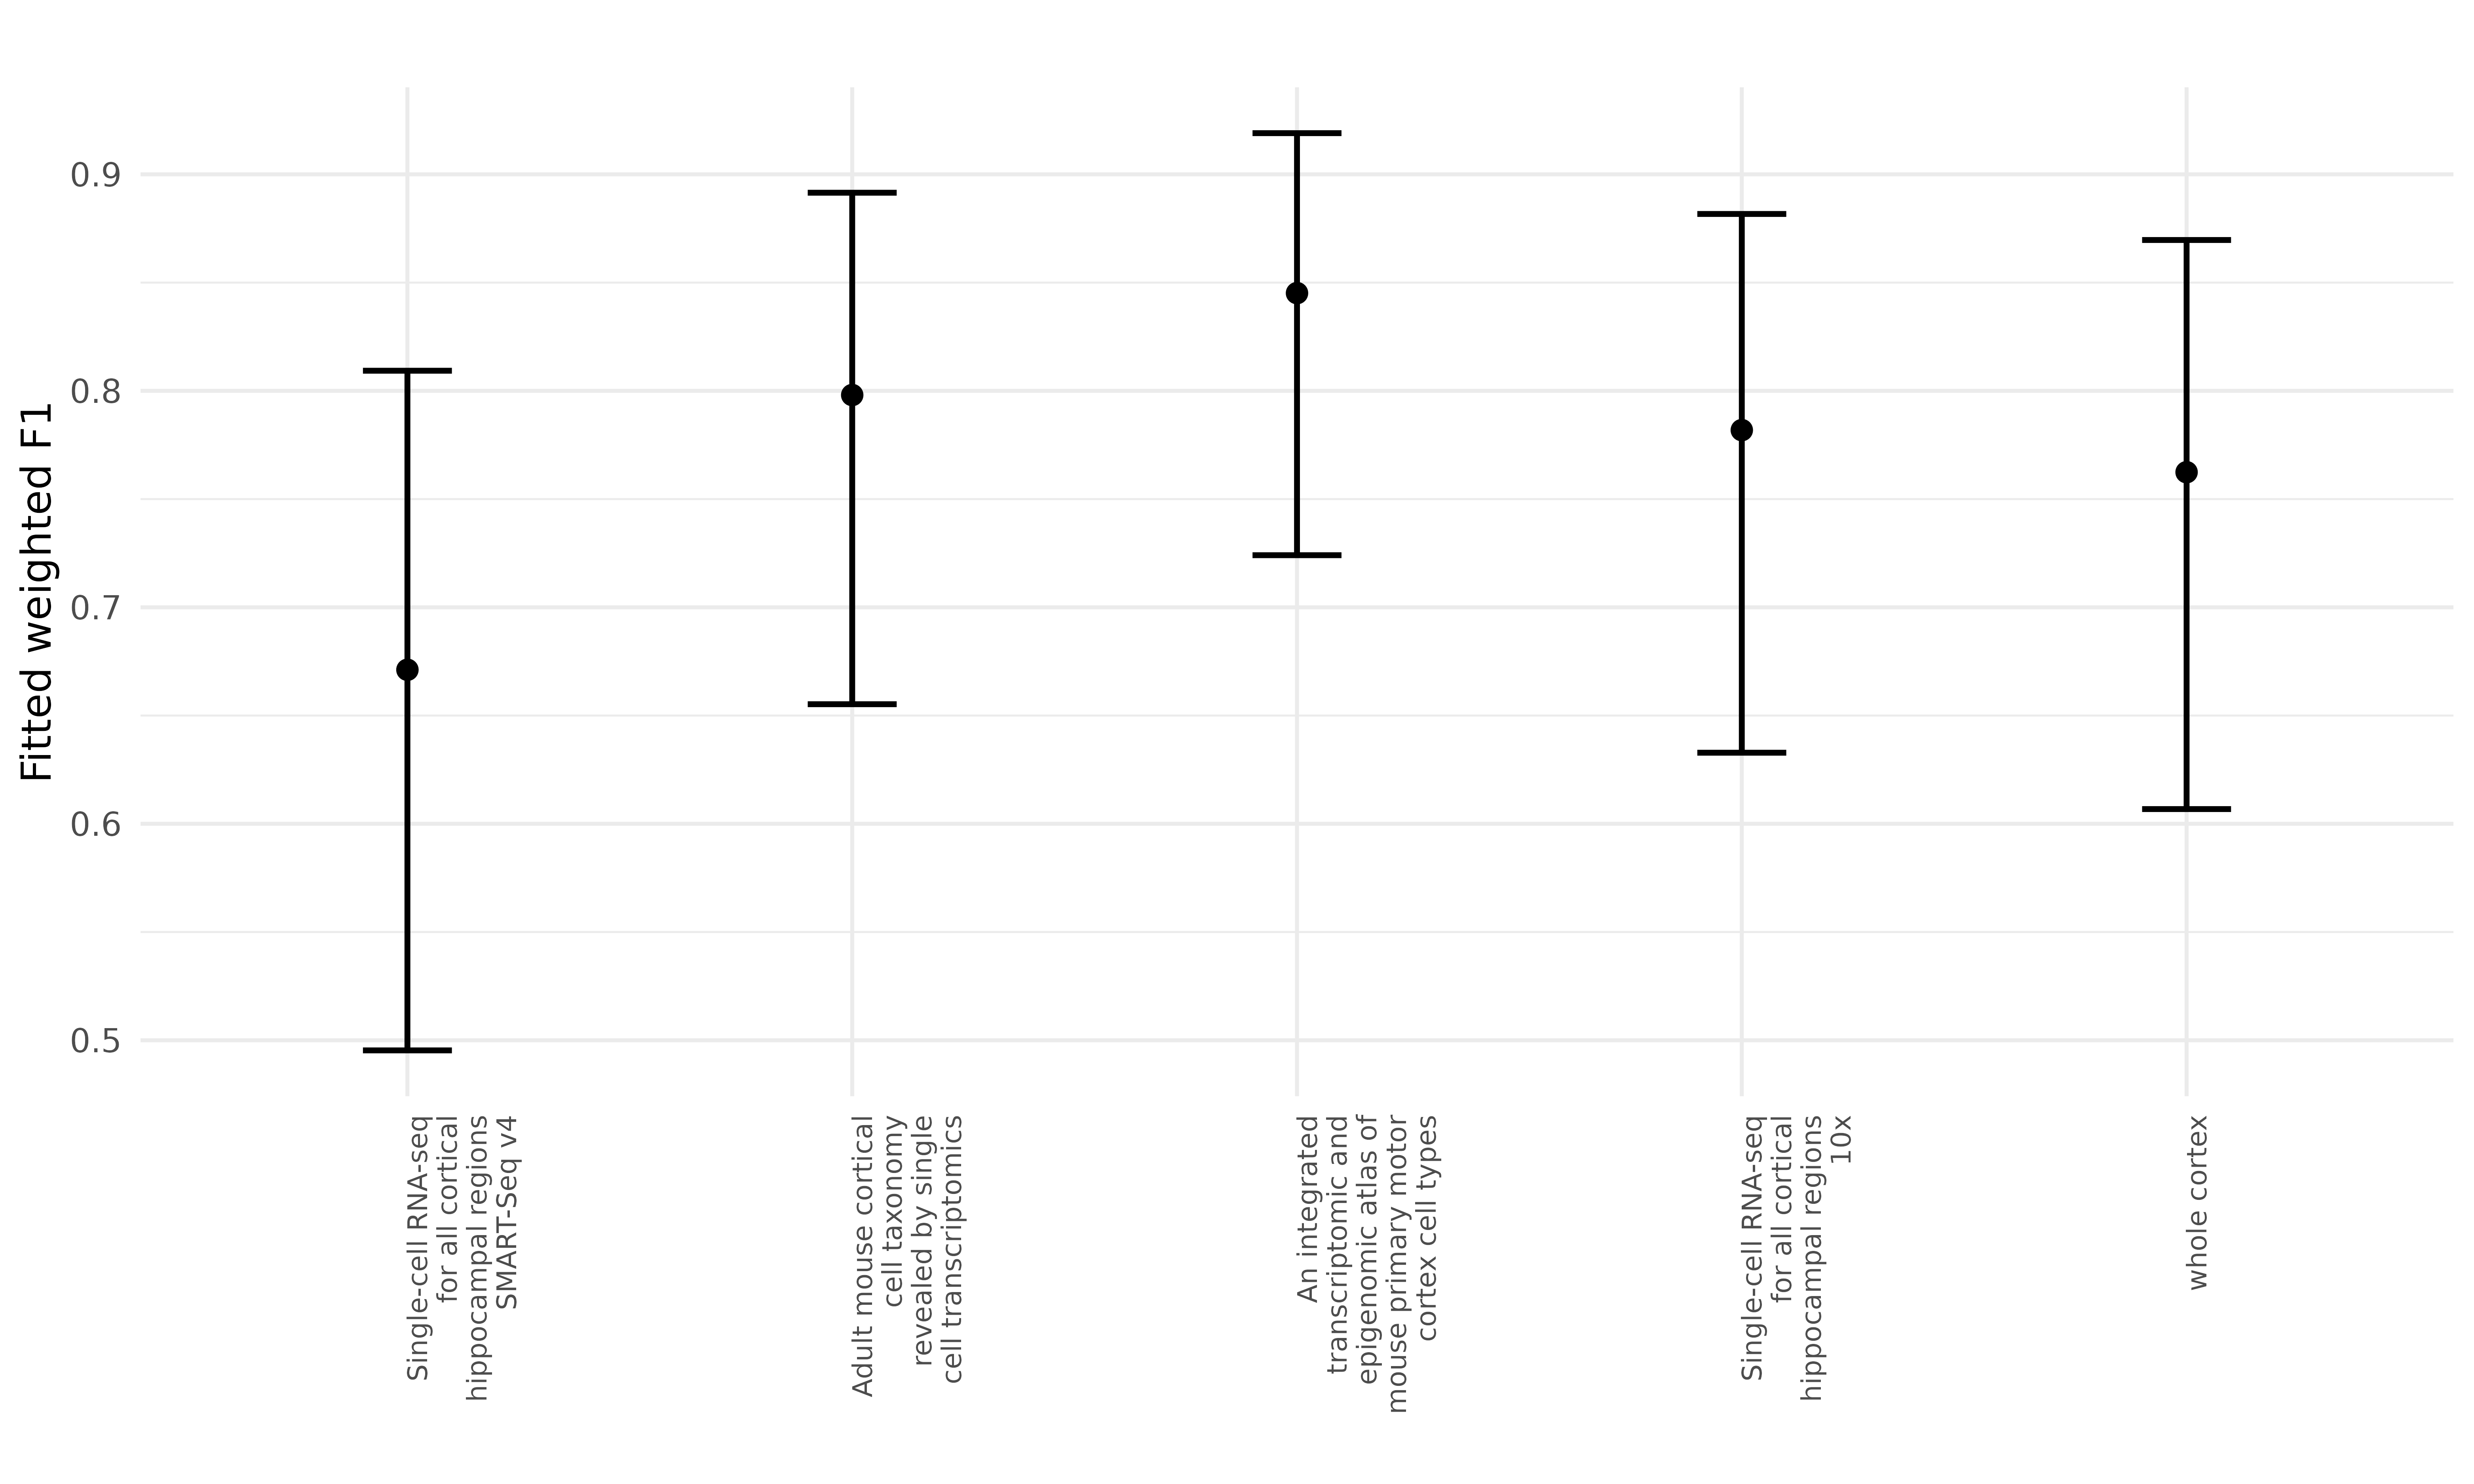 Fitted weighted F1
0.9
0.8
0.7
0.6
0.5
Single-cell RNA-seq
for all cortical
hippocampal regions
SMART-Seq v4
Adult mouse cortical
cell taxonomy
revealed by single
cell transcriptomics
An integrated
transcriptomic and
epigenomic atlas of
mouse primary motor
cortex cell types
Single-cell RNA-seq
for all cortical
hippocampal regions
10x
whole cortex